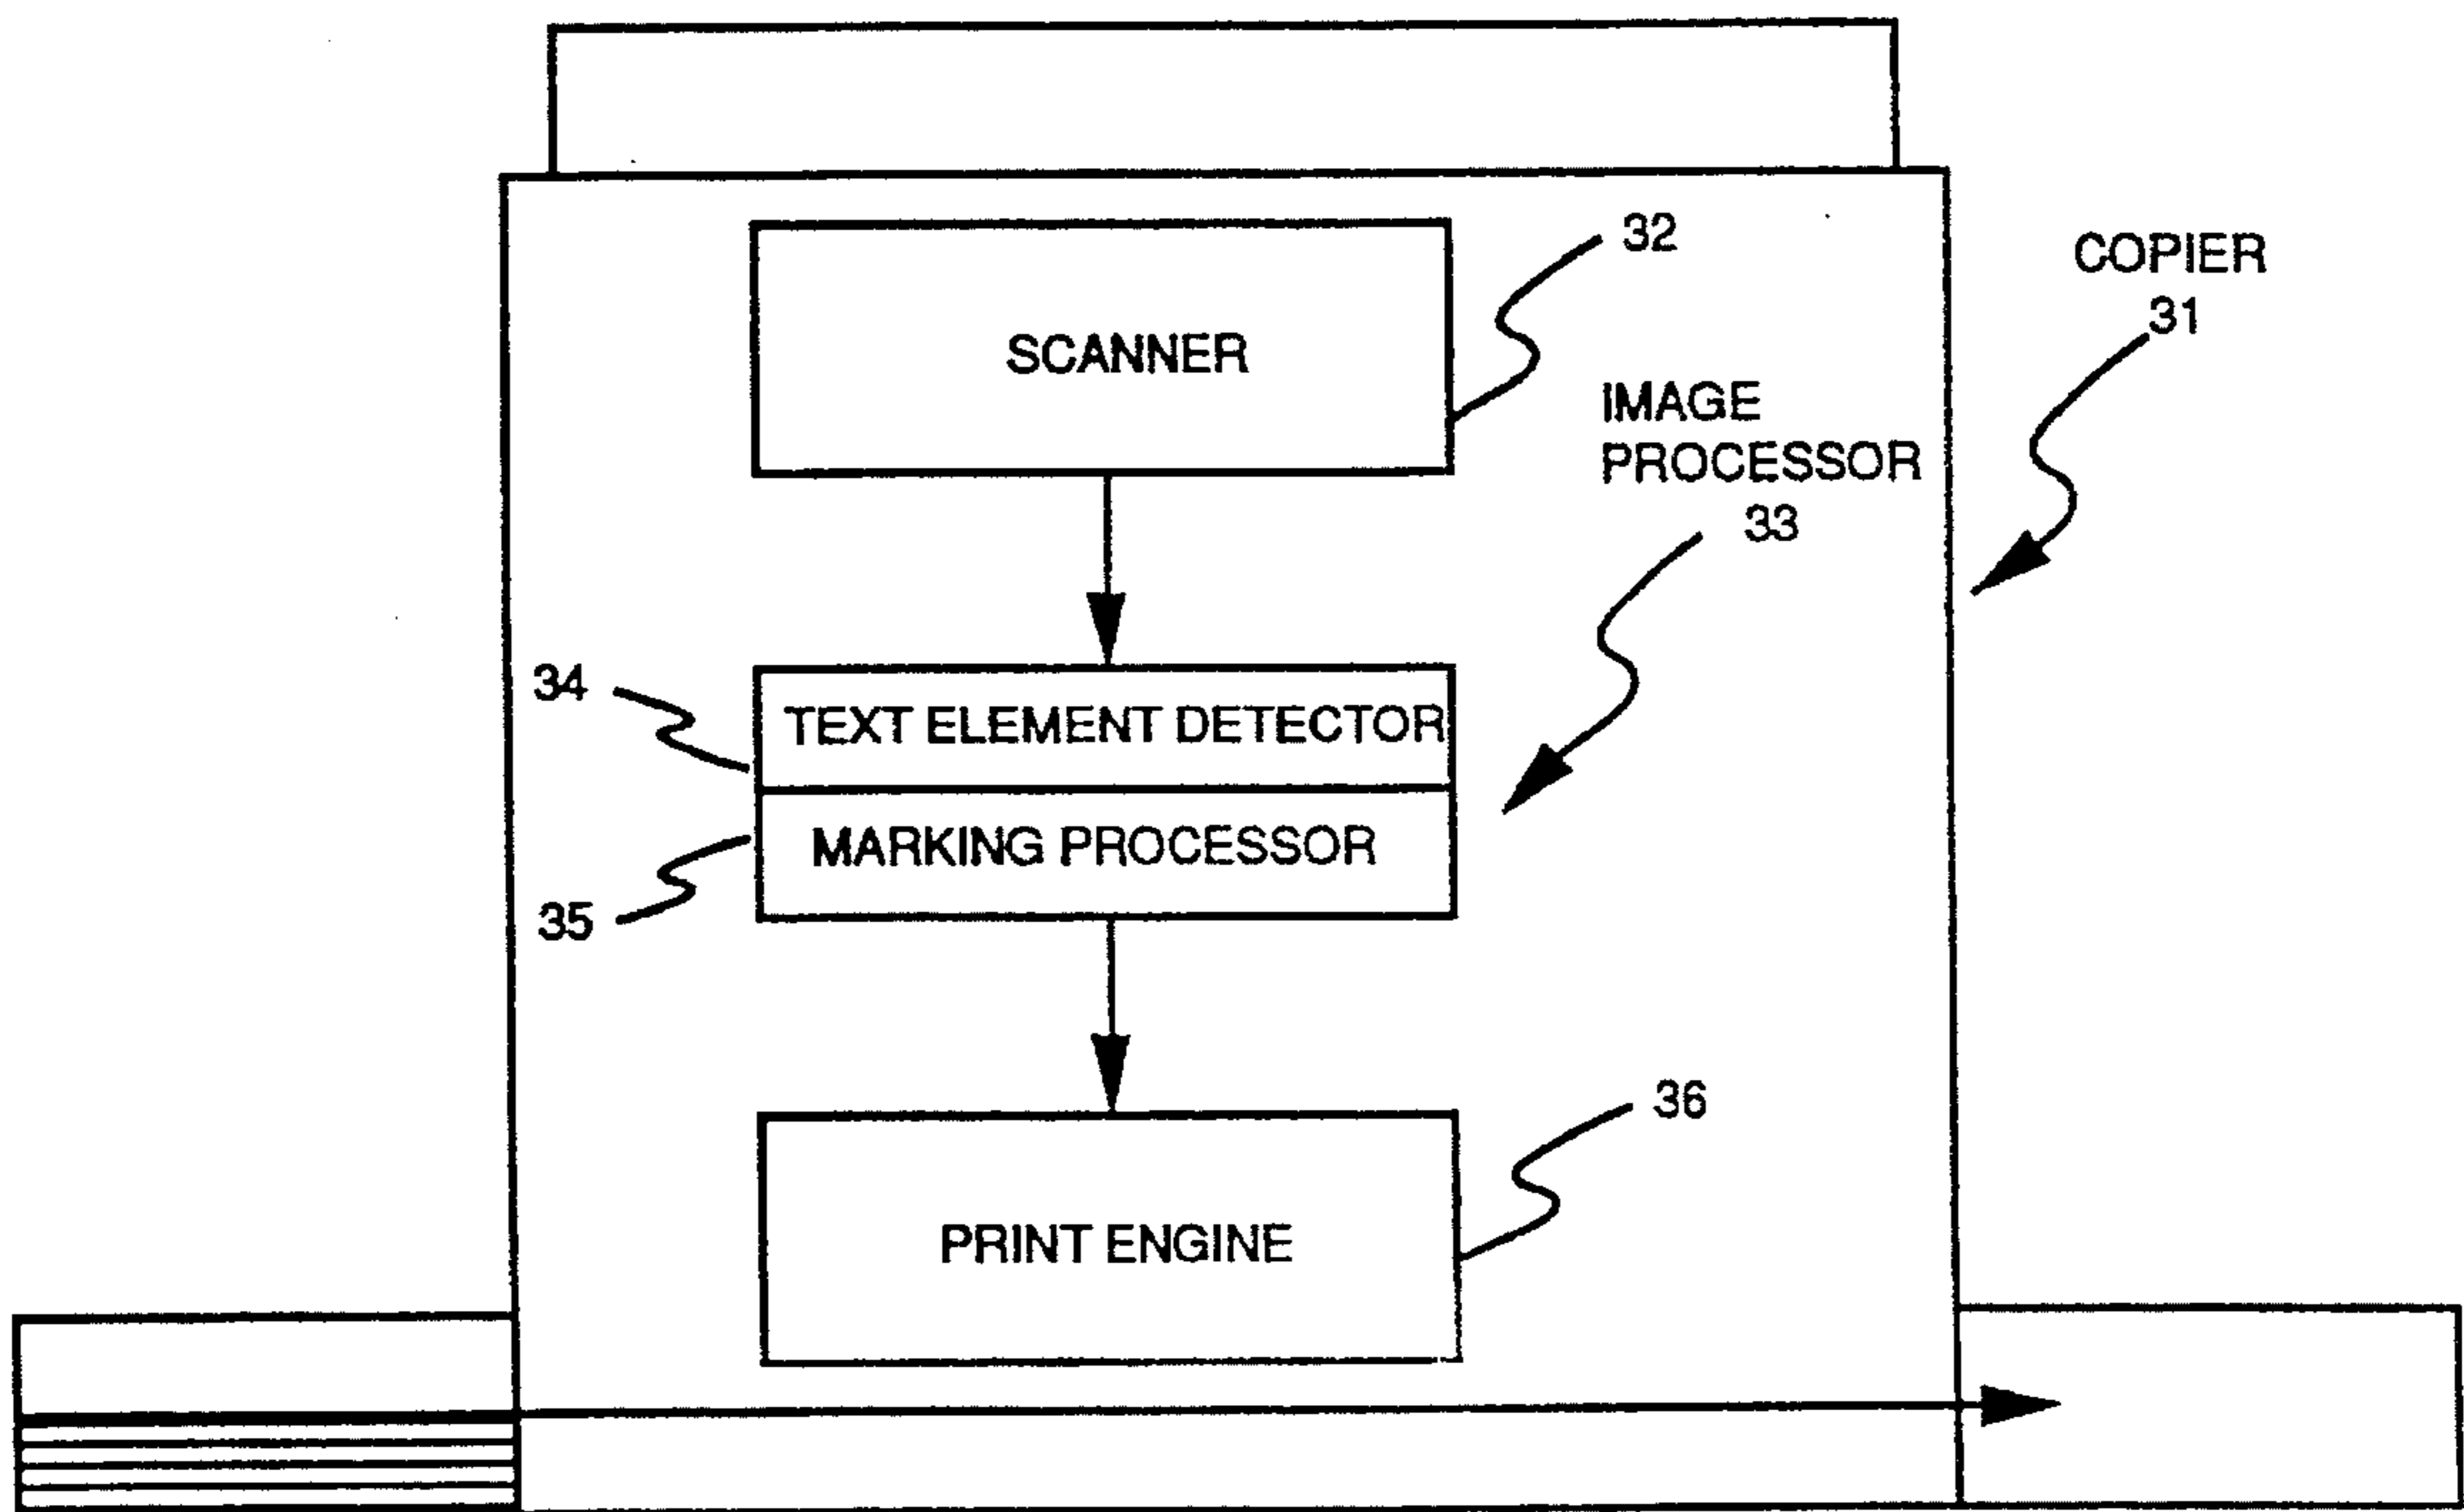 32
COPIER
31
SCANNER
IMAGE
PROCESSOR
33
34
TEXT ELEMENT DETECTOR
MARKING PROCESSOR
35
36
PRINT ENGINE